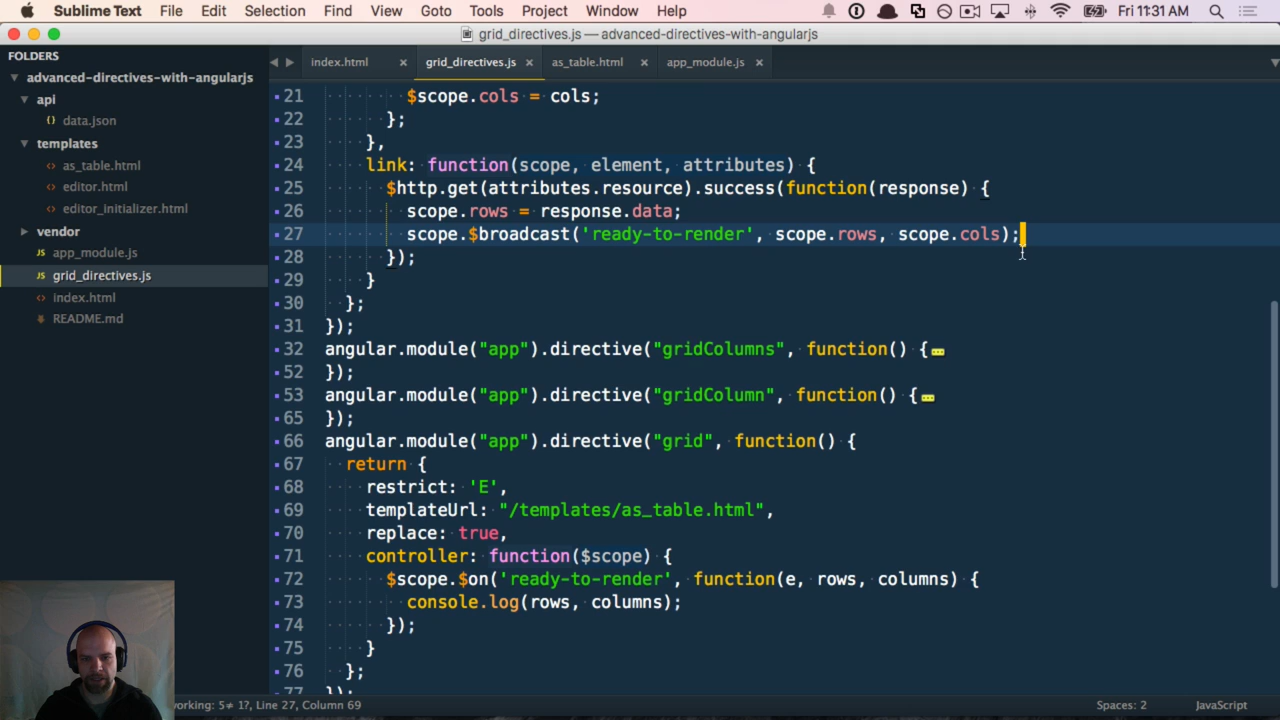 Sublime Text File Edit Selection Find View Goto Tools Project Window Help Fri 11:31 AM
grid_directives.js — advanced-directives-with-angularjs
FOLDERS
advanced-directives-with-angularjs
api
data.json
templates
as_table.html
editor.html
editor_initializer.html
vendor
app_module.js
grid_directives.js
index.html
README.md
index.html × grid_directives.js × as_table.html × app_module.js ×
21 $scope.cols = cols;
22 };
23 },
24 link: function(scope, element, attributes) {
25 $http.get(attributes.resource).success(function(response) {
26 scope.rows = response.data;
27 scope.$broadcast('ready-to-render', scope.rows, scope.cols);
28 });
29 }
30 };
31 });
32 angular.module("app").directive("gridColumns", function() {
52 });
53 angular.module("app").directive("gridColumn", function() {
65 });
66 angular.module("app").directive("grid", function() {
67 return {
68 restrict: 'E',
69 templateUrl: "/templates/as_table.html",
70 replace: true,
71 controller: function($scope) {
72 $scope.$on('ready-to-render', function(e, rows, columns) {
73 console.log(rows, columns);
74 });
75 }
76 };
77 });
Line 27, Column 69 Spaces: 2 JavaScript